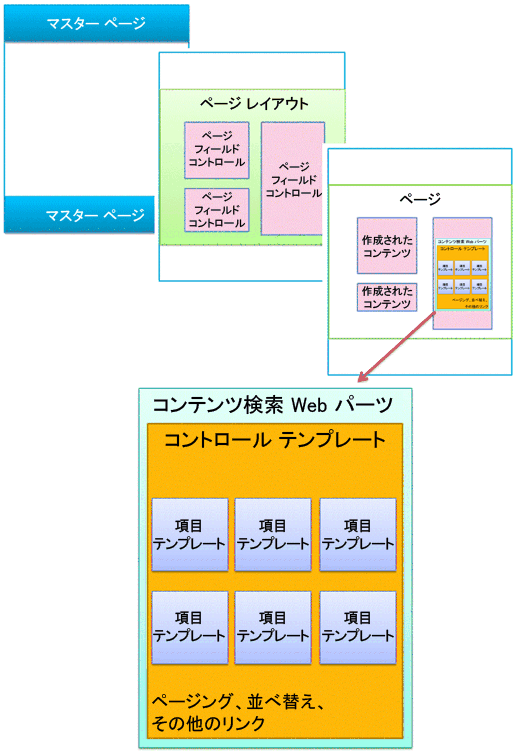 マスター ページ
マスター ページ
ページ レイアウト
ページ
フィールド
コントロール
ページ
フィールド
コントロール
ページ
フィールド
コントロール
ページ
作成された
コンテンツ
作成された
コンテンツ
コンテンツ検索 Web パーツ
コントロール テンプレート
項目
テンプレート
項目
テンプレート
項目
テンプレート
項目
テンプレート
項目
テンプレート
項目
テンプレート
ページング、並べ替え、
その他のリンク
コンテンツ検索 Web パーツ
コントロール テンプレート
項目
テンプレート
項目
テンプレート
項目
テンプレート
項目
テンプレート
項目
テンプレート
項目
テンプレート
ページング、並べ替え、
その他のリンク